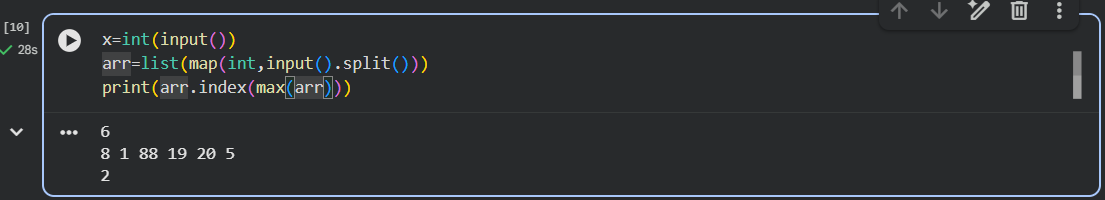 [10]
28s
x=int(input())
arr=list(map(int,input().split()))
print(arr.index(max(arr)))
6
8 1 88 19 20 5
2